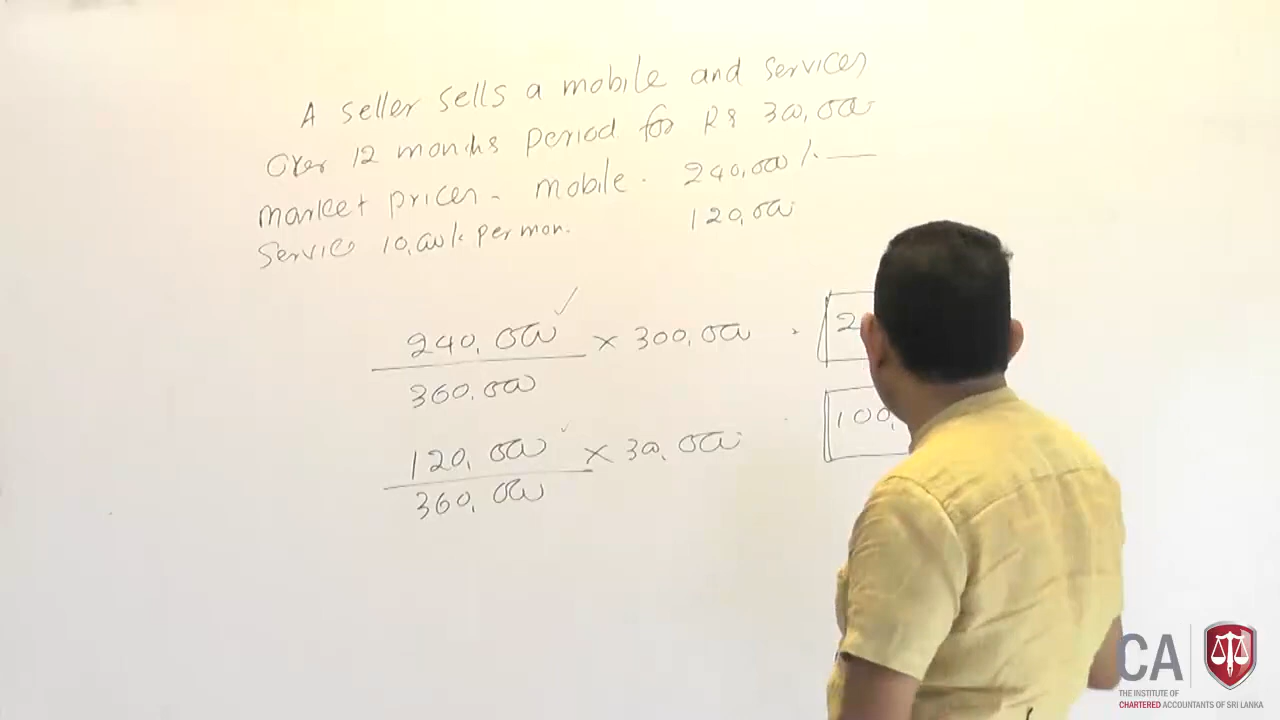 A seller sells a mobile and services
Over 12 months period for Rs 300,000
market prices - mobile . 240,000/-
Service 10,000/- per mon. 120,000
240,000 ✓ × 300,000
360,000
120,000 × 300,000 100,
360,000
CA
THE INSTITUTE OF
CHARTERED ACCOUNTANTS OF SRI LANKA